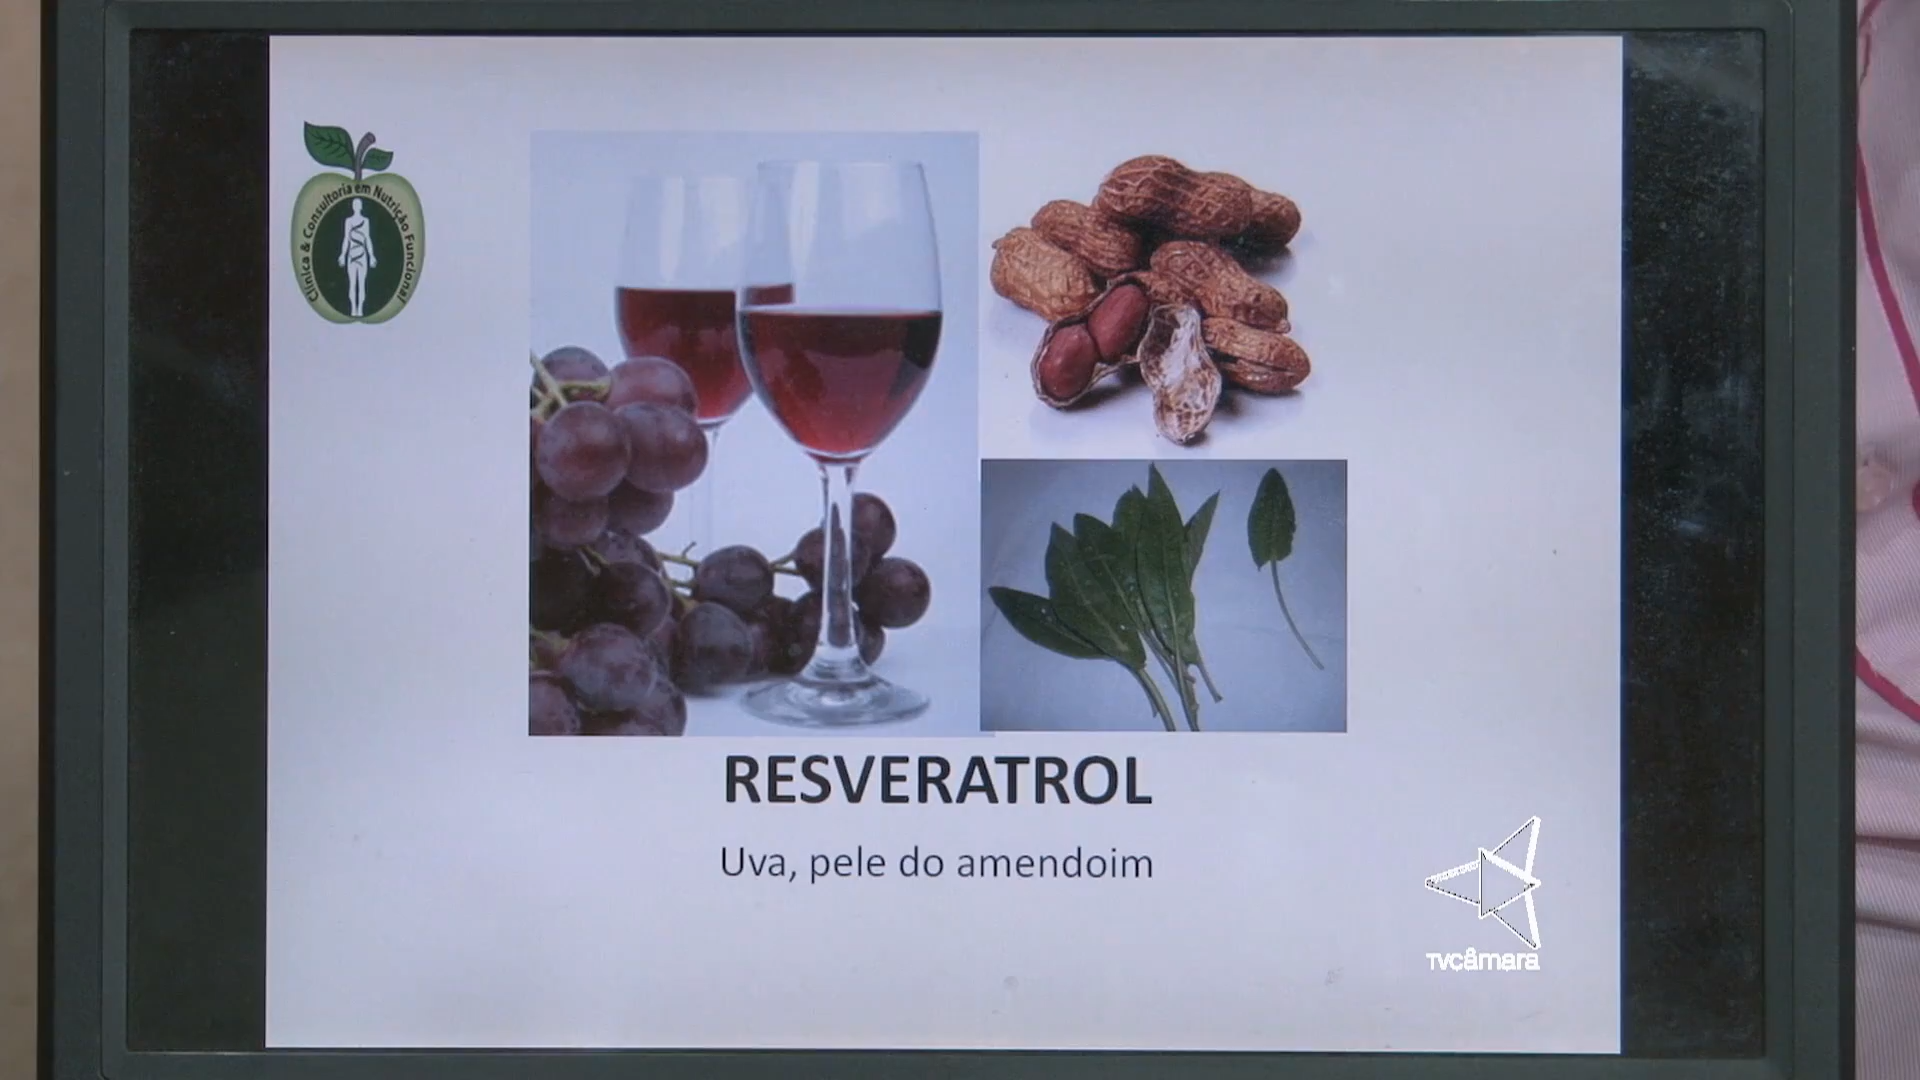 Clínica & Consultoria em Nutrição Funcional
RESVERATROL
Uva, pele do amendoim
TVCâmara